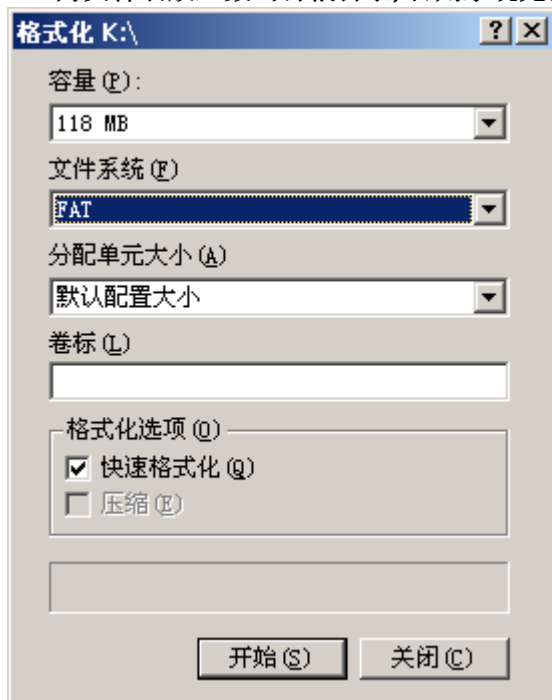 格式化 K:\
容量(P):
118 MB
文件系统(F)
FAT
分配单元大小(A)
默认配置大小
卷标(L)
格式化选项(O)
快速格式化(Q)
压缩(E)
开始(S) 关闭(C)